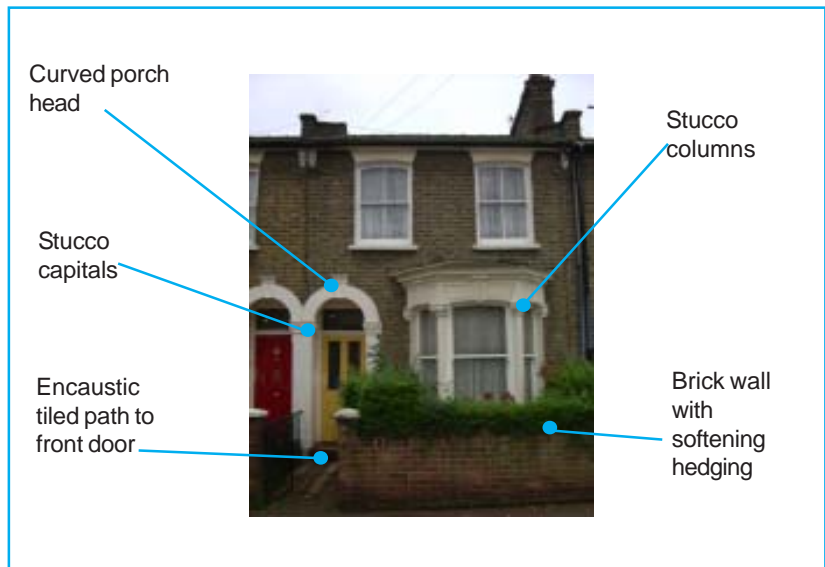 Curved porch
head
Stucco
capitals
Encaustic
tiled path to
front door
Stucco
columns
Brick wall
with
softening
hedging